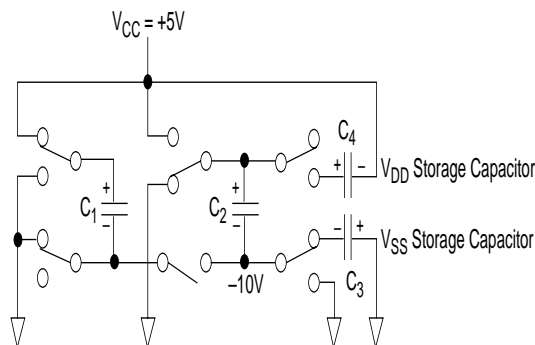 VCC = +5V
C4
+ −
VDD Storage Capacitor
+
C1
−
+
C2
−
− +
VSS Storage Capacitor
C3
−10V